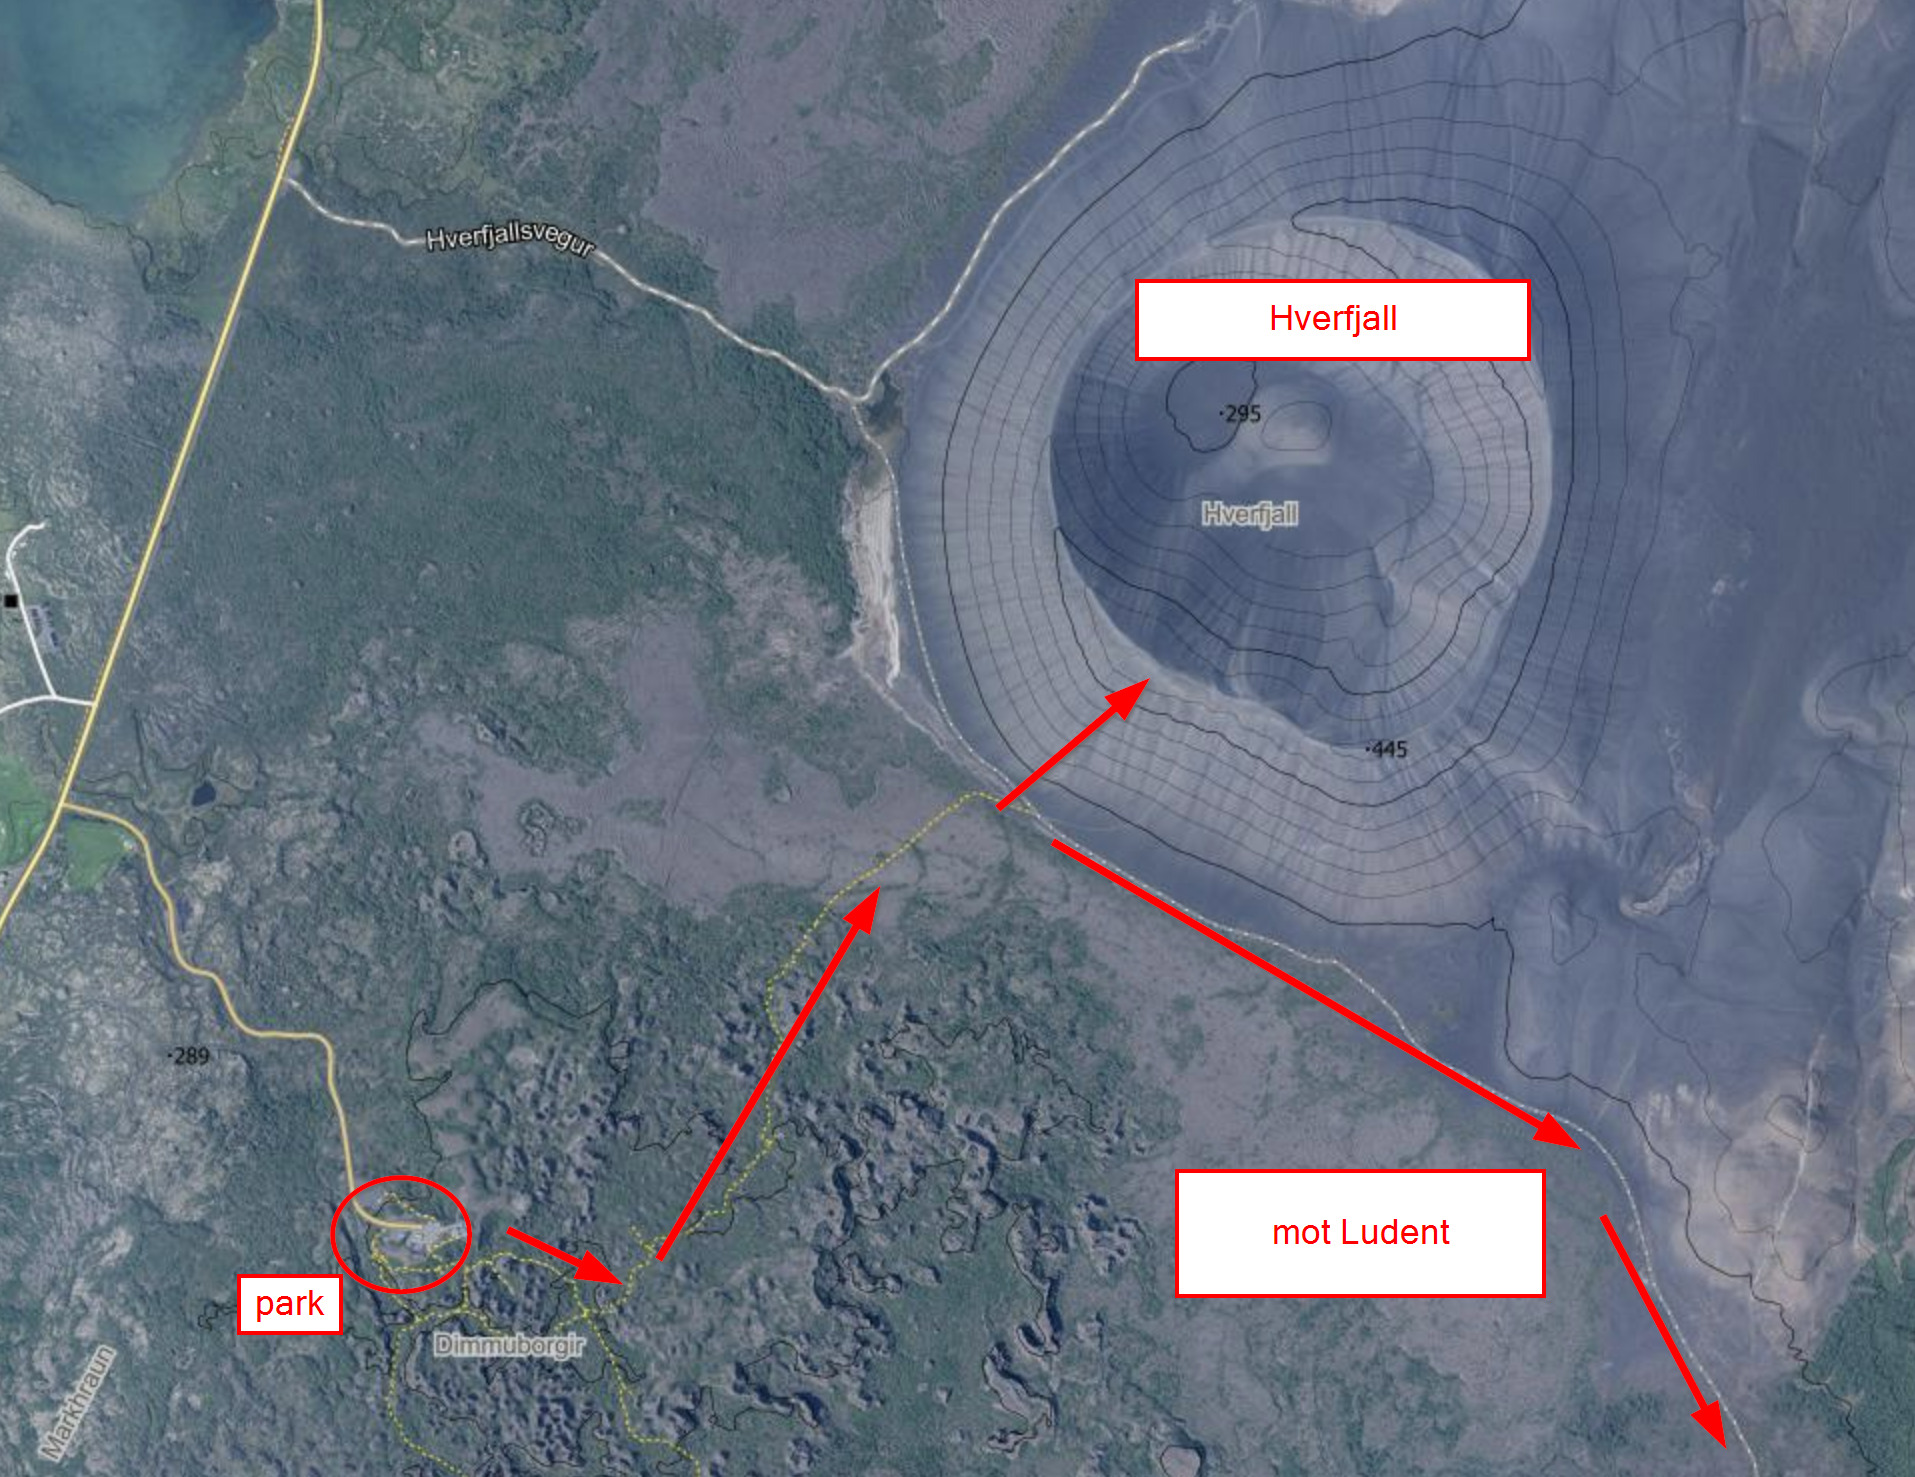 Hverfjallsvegur
Hverfjall
·295
Hverfjall
·445
·289
mot Ludent
park
Dimmuborgir
Markhraun